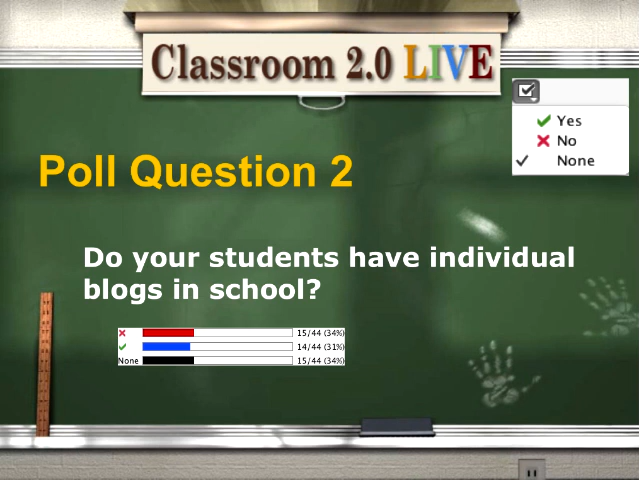 Classroom 2.0 LIVE
Yes
No
None
Poll Question 2
Do your students have individual
blogs in school?
15/44 (34%)
14/44 (31%)
None 15/44 (34%)